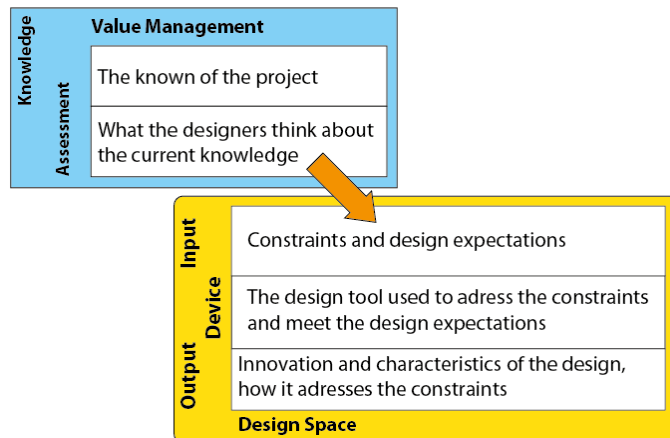 Value Management
Knowledge
Assessment
The known of the project
What the designers think about
the current knowledge
Input
Device
Output
Constraints and design expectations
The design tool used to adress the constraints
and meet the design expectations
Innovation and characteristics of the design,
how it adresses the constraints
Design Space